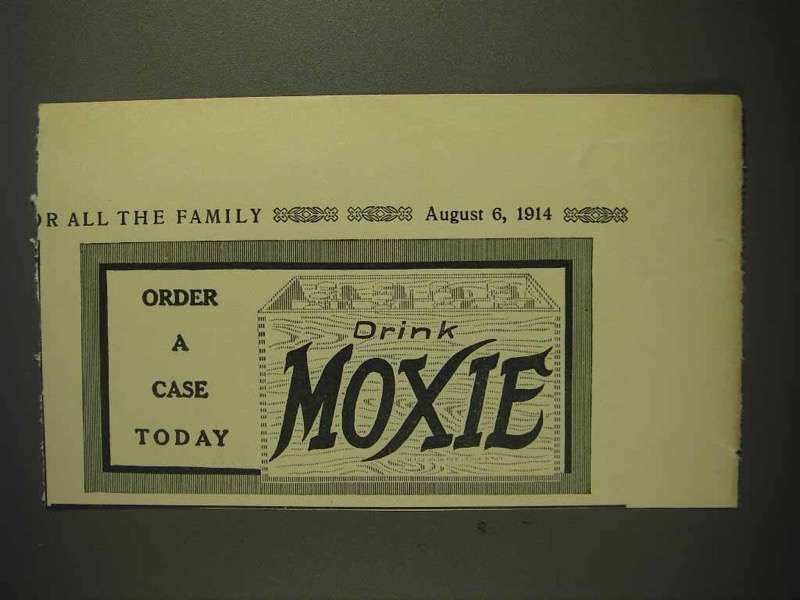 R ALL THE FAMILY August 6, 1914
ORDER
A
CASE
TODAY
Drink
MOXIE